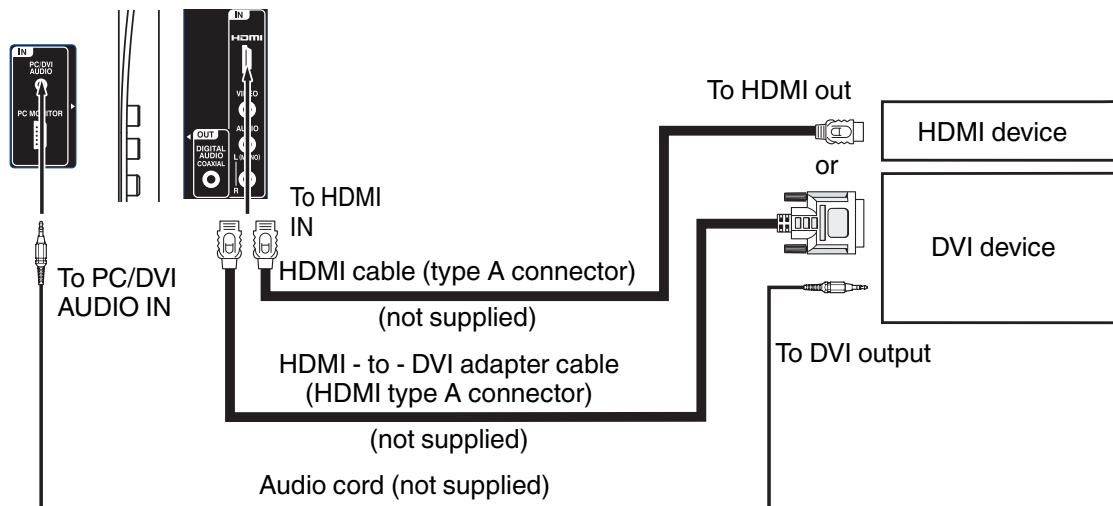 IN
PC/DVI
AUDIO
PC MONITOR
IN
HDMI
VIDEO
AUDIO
L (MONO)
R
OUT
DIGITAL
AUDIO
COAXIAL
To HDMI
IN
To PC/DVI
AUDIO IN
To HDMI out
HDMI device
or
DVI device
HDMI cable (type A connector)
(not supplied)
To DVI output
HDMI - to - DVI adapter cable
(HDMI type A connector)
(not supplied)
Audio cord (not supplied)